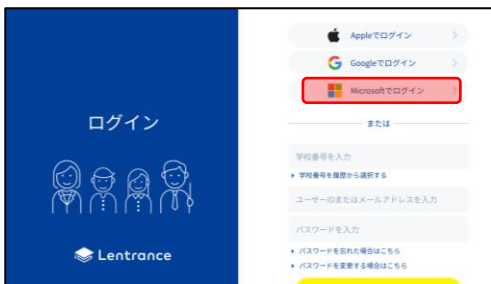 ログイン
Lentrance
Appleでログイン
Googleでログイン
Microsoftでログイン
または
学校番号を入力
学校番号を履歴から選択する
ユーザーIDまたはメールアドレスを入力
パスワードを入力
パスワードを忘れた場合はこちら
パスワードを変更する場合はこちら